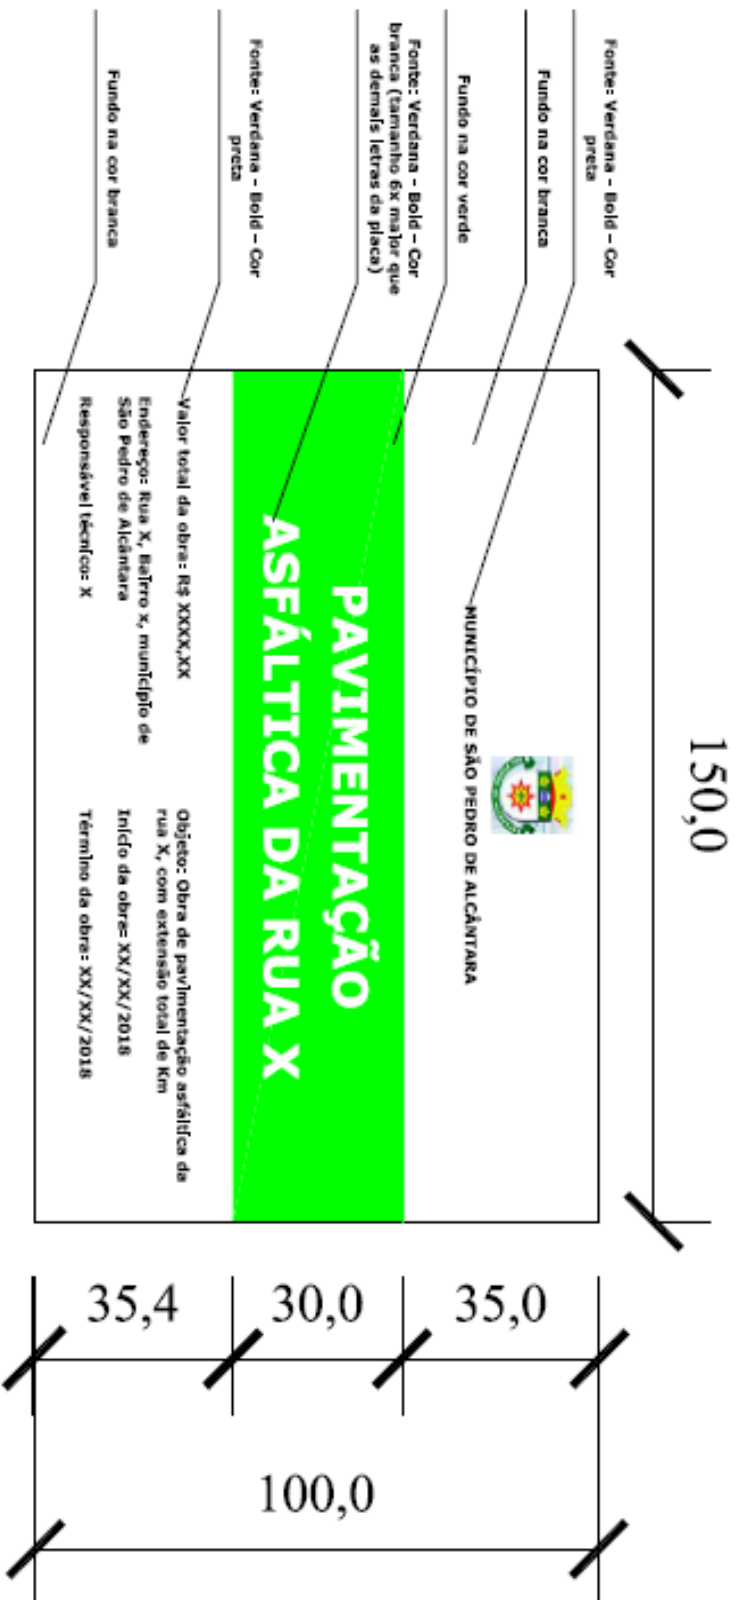 Fonte: Verdana - Bold - Cor
preta
Fundo na cor branca
Fundo na cor verde
Fonte: Verdana - Bold - Cor
branca (tamanho 6x maior que
as demais letras da placa)
Fonte: Verdana - Bold - Cor
preta
Fundo na cor branca
150,0
MUNICÍPIO DE SÃO PEDRO DE ALCÂNTARA
PAVIMENTAÇÃO
ASFÁLTICA DA RUA X
Valor total da obra: R$ XXXX,XX
Endereço: Rua X, Bairro x, município de
São Pedro de Alcântara
Responsável técnico: X
Objeto: Obra de pavimentação asfáltica da
rua X, com extensão total de Km
Início da obra: XX/XX/2018
Término da obra: XX/XX/2018
35,0
30,0
35,4
100,0